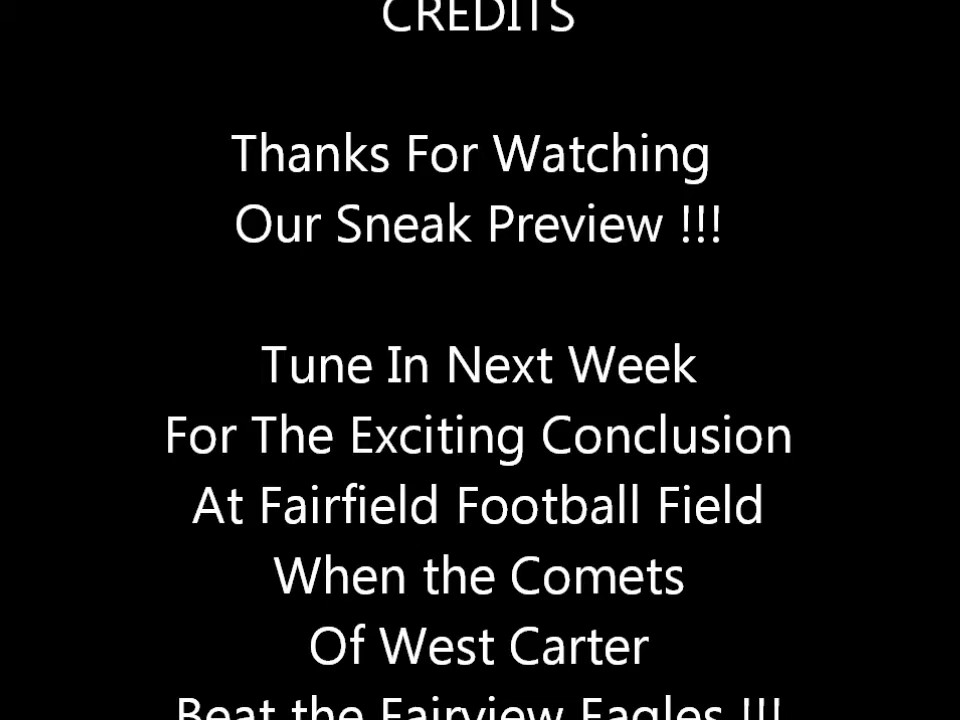 CREDITS
Thanks For Watching
Our Sneak Preview !!!
Tune In Next Week
For The Exciting Conclusion
At Fairfield Football Field
When the Comets
Of West Carter
Beat the Fairview Eagles !!!